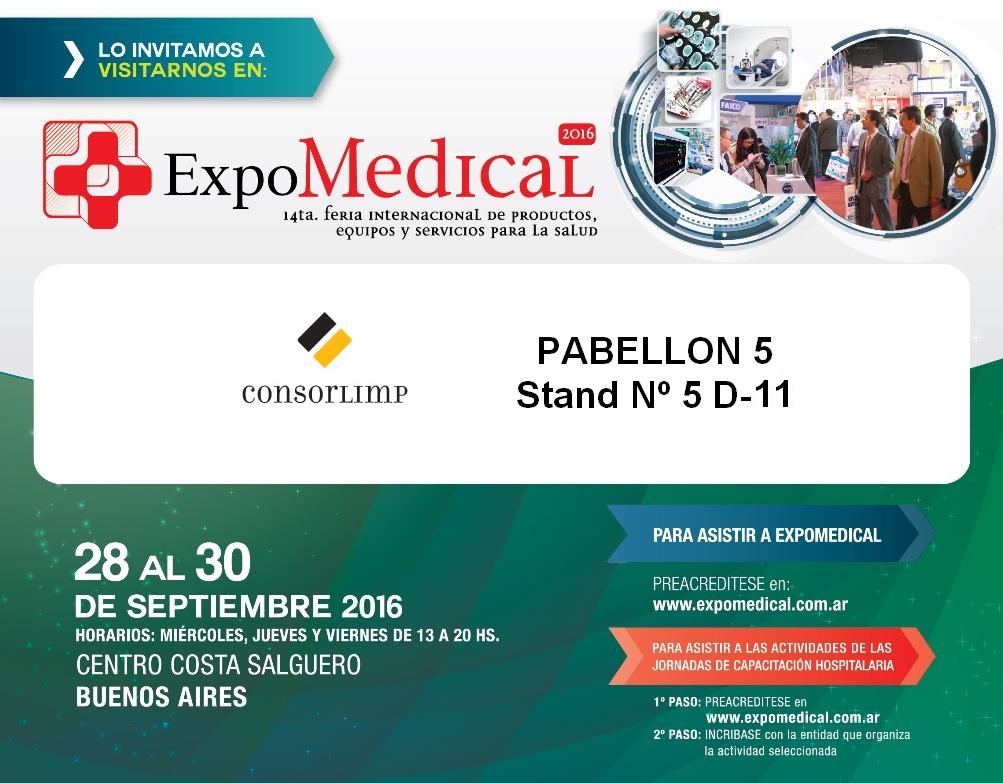 LO INVITAMOS A
VISITARNOS EN:
2016
ExpoMedical
14ta. feria internacional de productos,
equipos y servicios para la salud
FAICO
consorlimp
PABELLON 5
Stand Nº 5 D-11
28 AL 30
DE SEPTIEMBRE 2016
HORARIOS: MIÉRCOLES, JUEVES Y VIERNES DE 13 A 20 HS.
CENTRO COSTA SALGUERO
BUENOS AIRES
PARA ASISTIR A EXPOMEDICAL
PREACREDITESE en:
www.expomedical.com.ar
PARA ASISTIR A LAS ACTIVIDADES DE LAS
JORNADAS DE CAPACITACIÓN HOSPITALARIA
1º PASO: PREACREDITESE en
www.expomedical.com.ar
2º PASO: INCRIBASE con la entidad que organiza
la actividad seleccionada